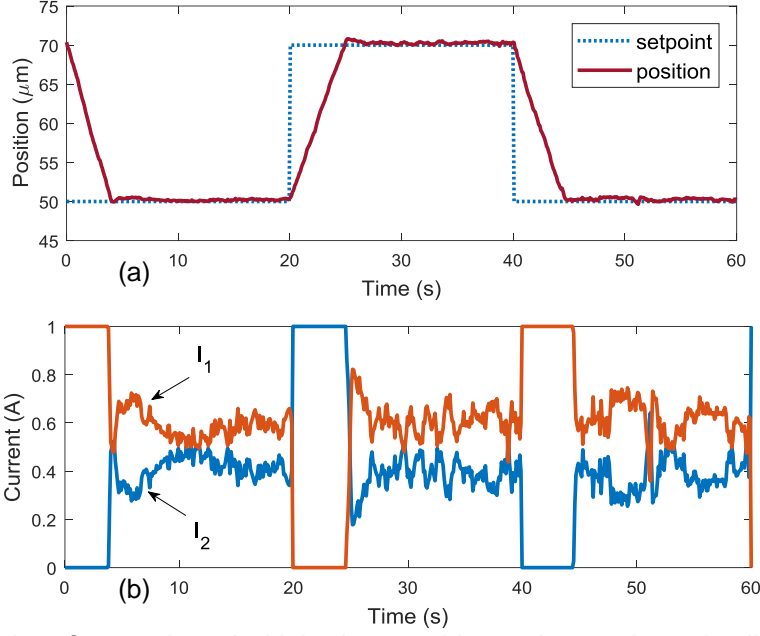 75
70
65
60
55
50
45
Position (μm)
setpoint
position
0 10 20 30 40 50 60
(a)
Time (s)
1
0.8
0.6
0.4
0.2
0
Current (A)
I1
I2
0 10 20 30 40 50 60
(b)
Time (s)